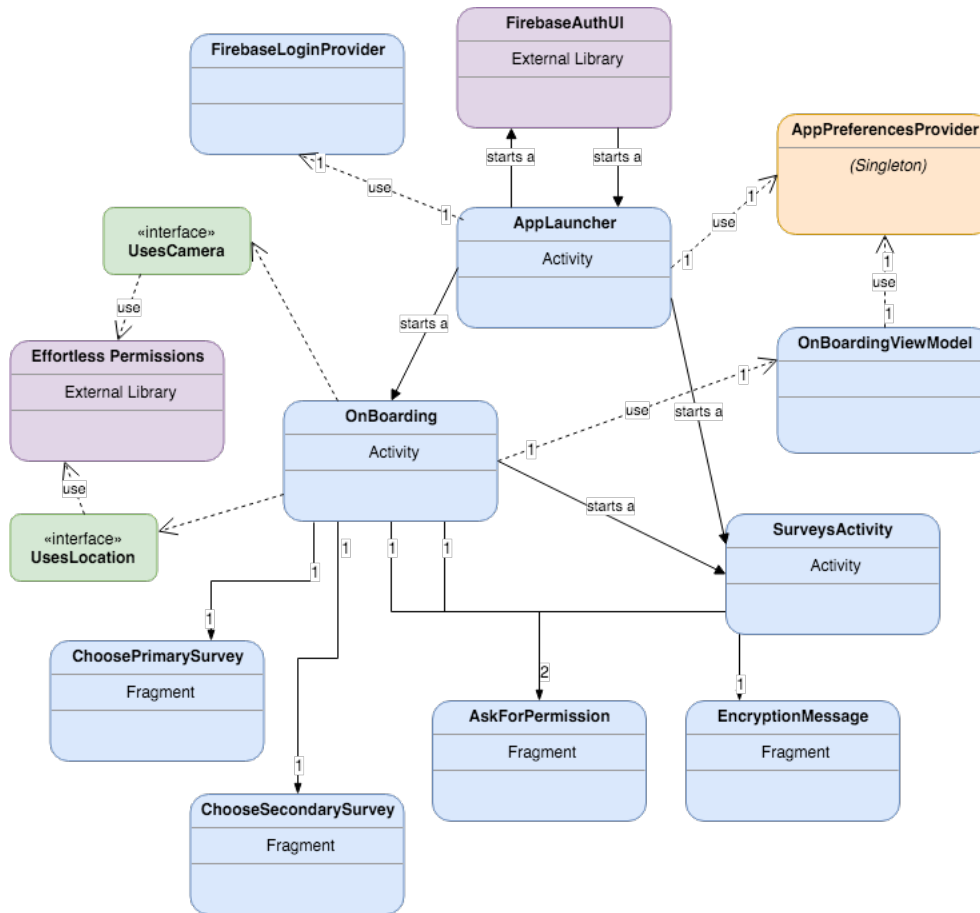 FirebaseAuthUI
External Library
FirebaseLoginProvider
AppPreferencesProvider
(Singleton)
starts a
starts a
1
use
1
1
use
1
AppLauncher
Activity
«interface»
UsesCamera
1
use
1
use
starts a
OnBoardingViewModel
Effortless Permissions
External Library
1
use
1
starts a
OnBoarding
Activity
use
starts a
«interface»
UsesLocation
SurveysActivity
Activity
1
1
1
1
1
1
2
1
1
ChoosePrimarySurvey
Fragment
AskForPermission
Fragment
EncryptionMessage
Fragment
ChooseSecondarySurvey
Fragment